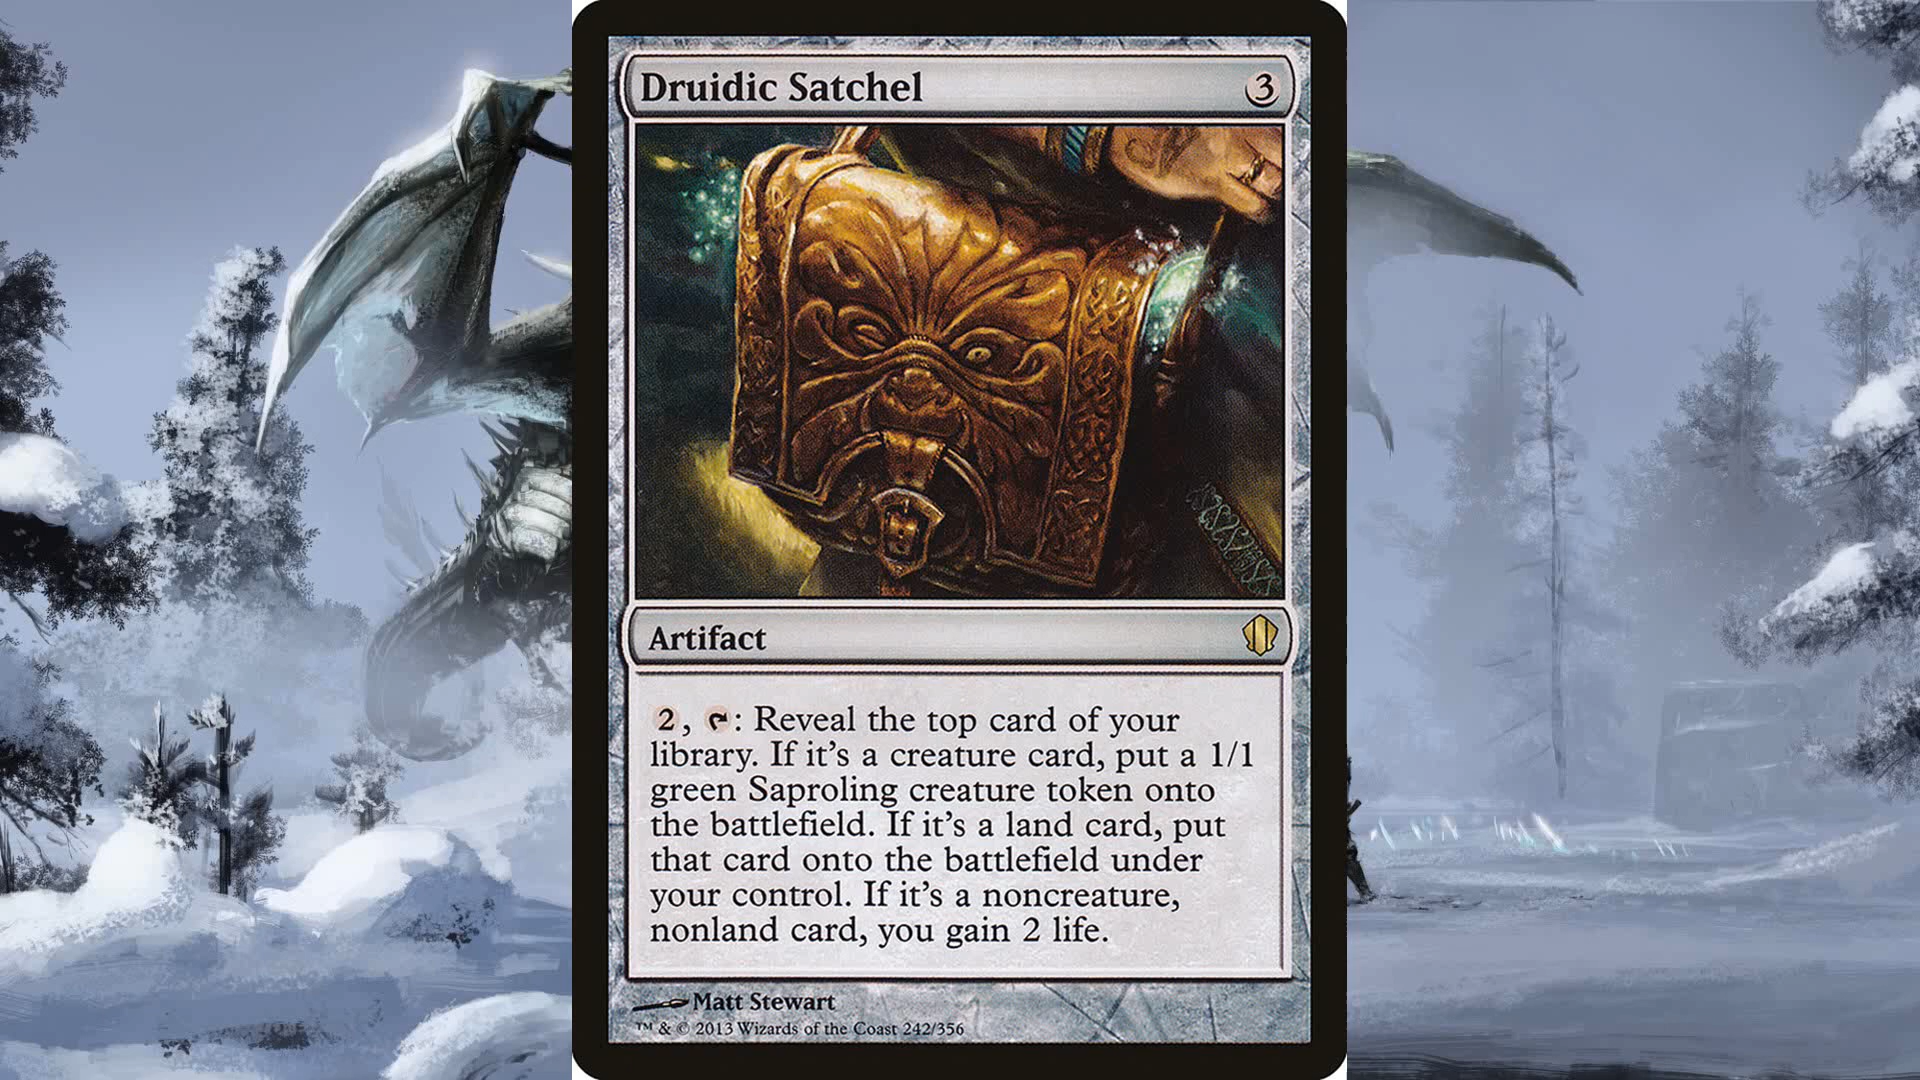 Druidic Satchel 3
Artifact
2, : Reveal the top card of your
library. If it's a creature card, put a 1/1
green Saproling creature token onto
the battlefield. If it's a land card, put
that card onto the battlefield under
your control. If it's a noncreature,
nonland card, you gain 2 life.
Matt Stewart
™ & © 2013 Wizards of the Coast 242/356